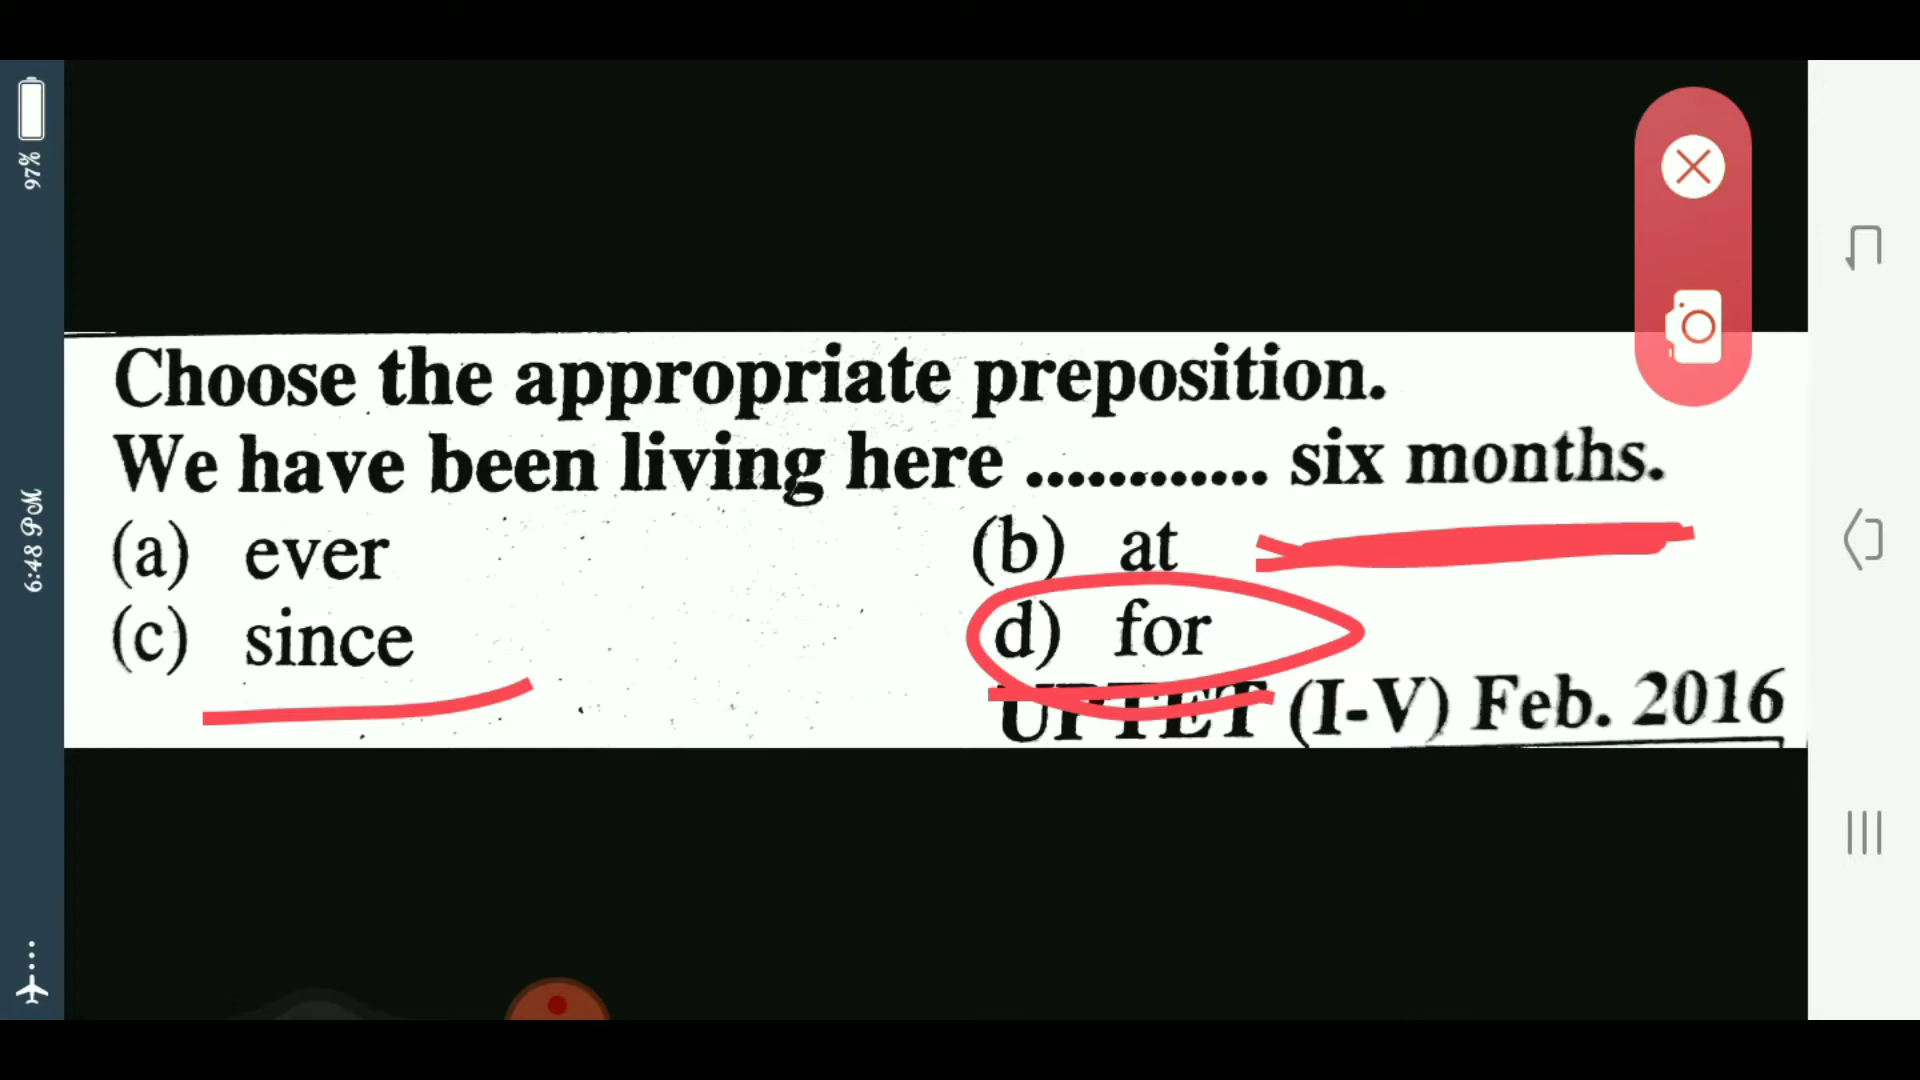 Choose the appropriate preposition.
We have been living here ............ six months.
(a) ever
(b) at
(c) since
d) for
UPTET (I-V) Feb. 2016
97%
6:48 PM